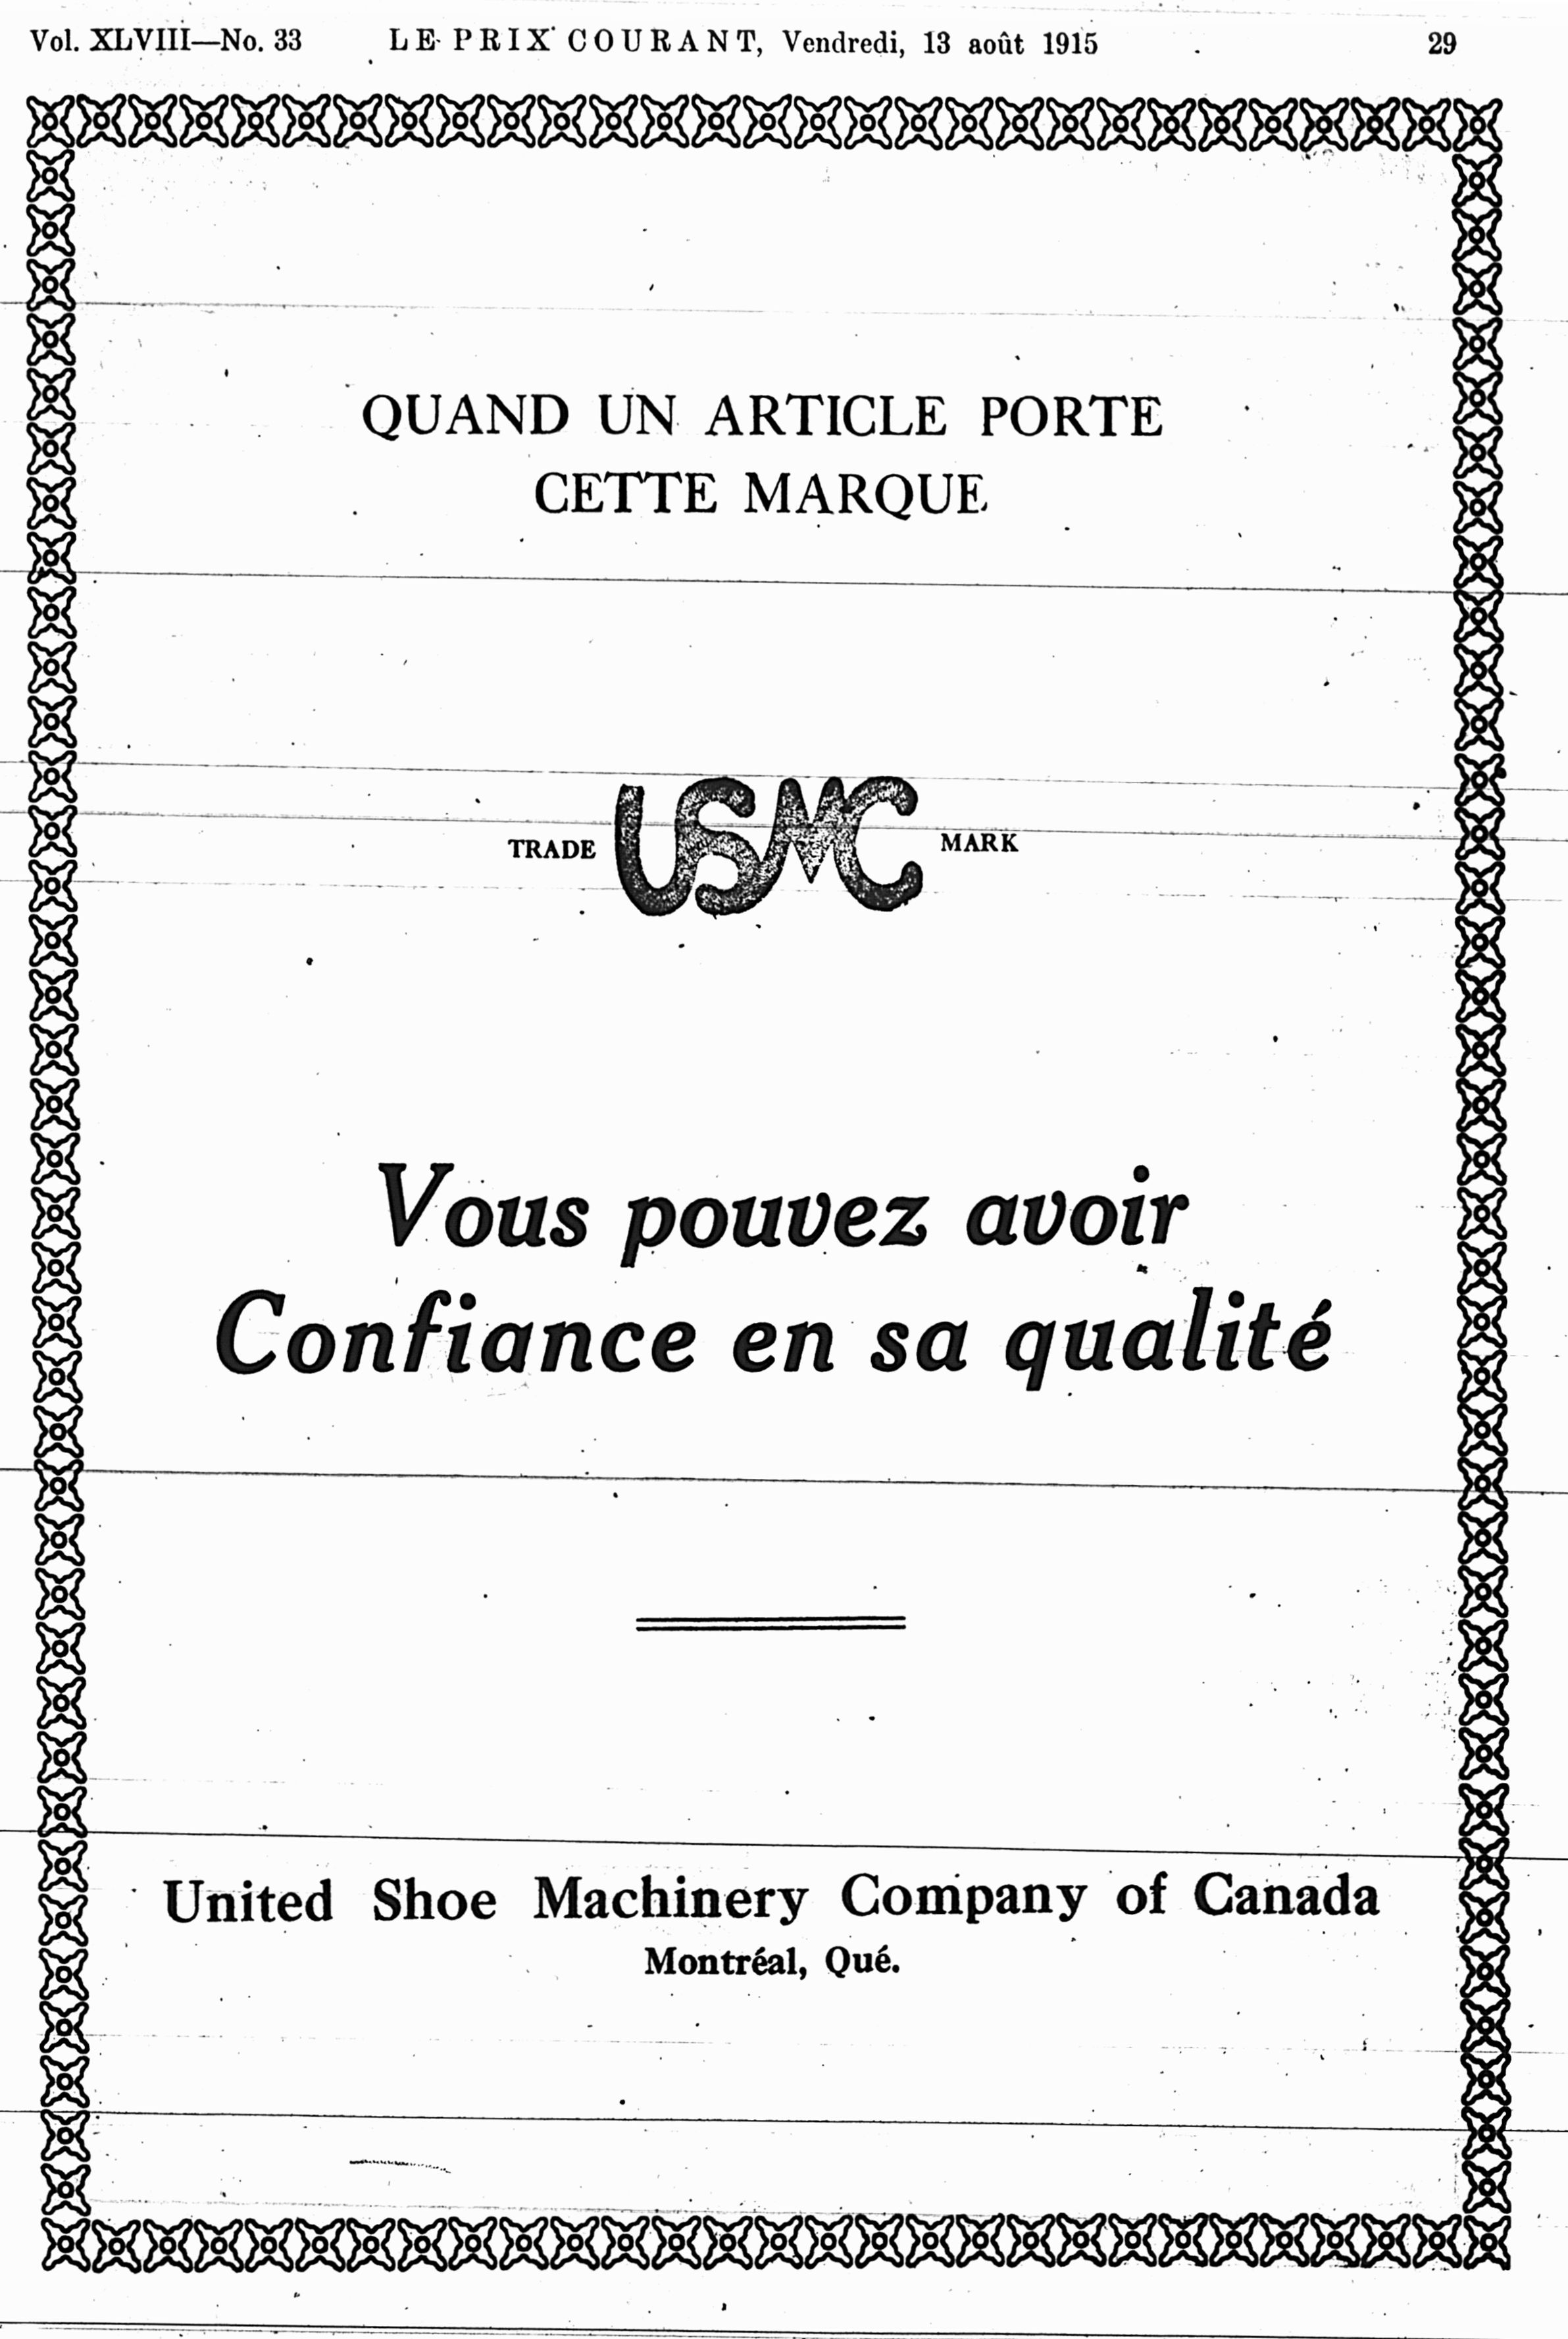 Vol. XLVIII—No. 33 LE PRIX COURANT, Vendredi, 13 août 1915 29
QUAND UN ARTICLE PORTE
CETTE MARQUE
TRADE USMC MARK
Vous pouvez avoir
Confiance en sa qualité
United Shoe Machinery Company of Canada
Montréal, Qué.